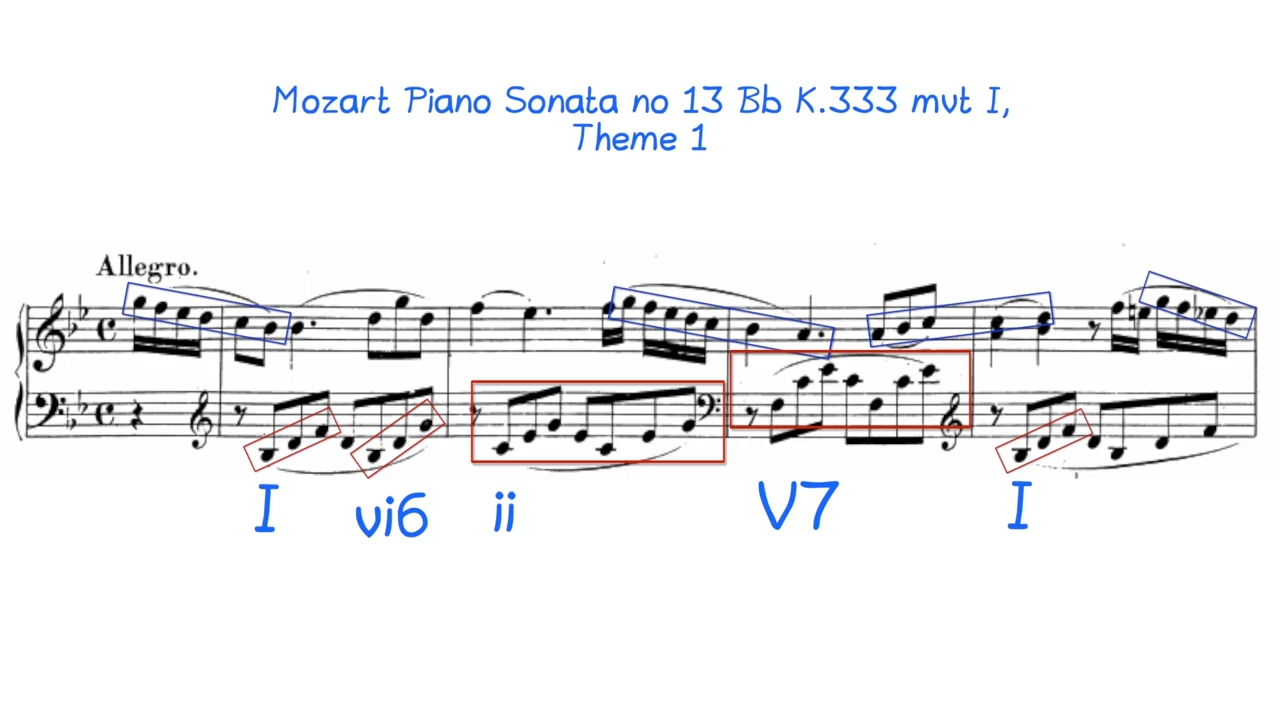 Mozart Piano Sonata no 13 Bb K.333 mvt I,
Theme 1
Allegro.
I vi6 ii V7 I